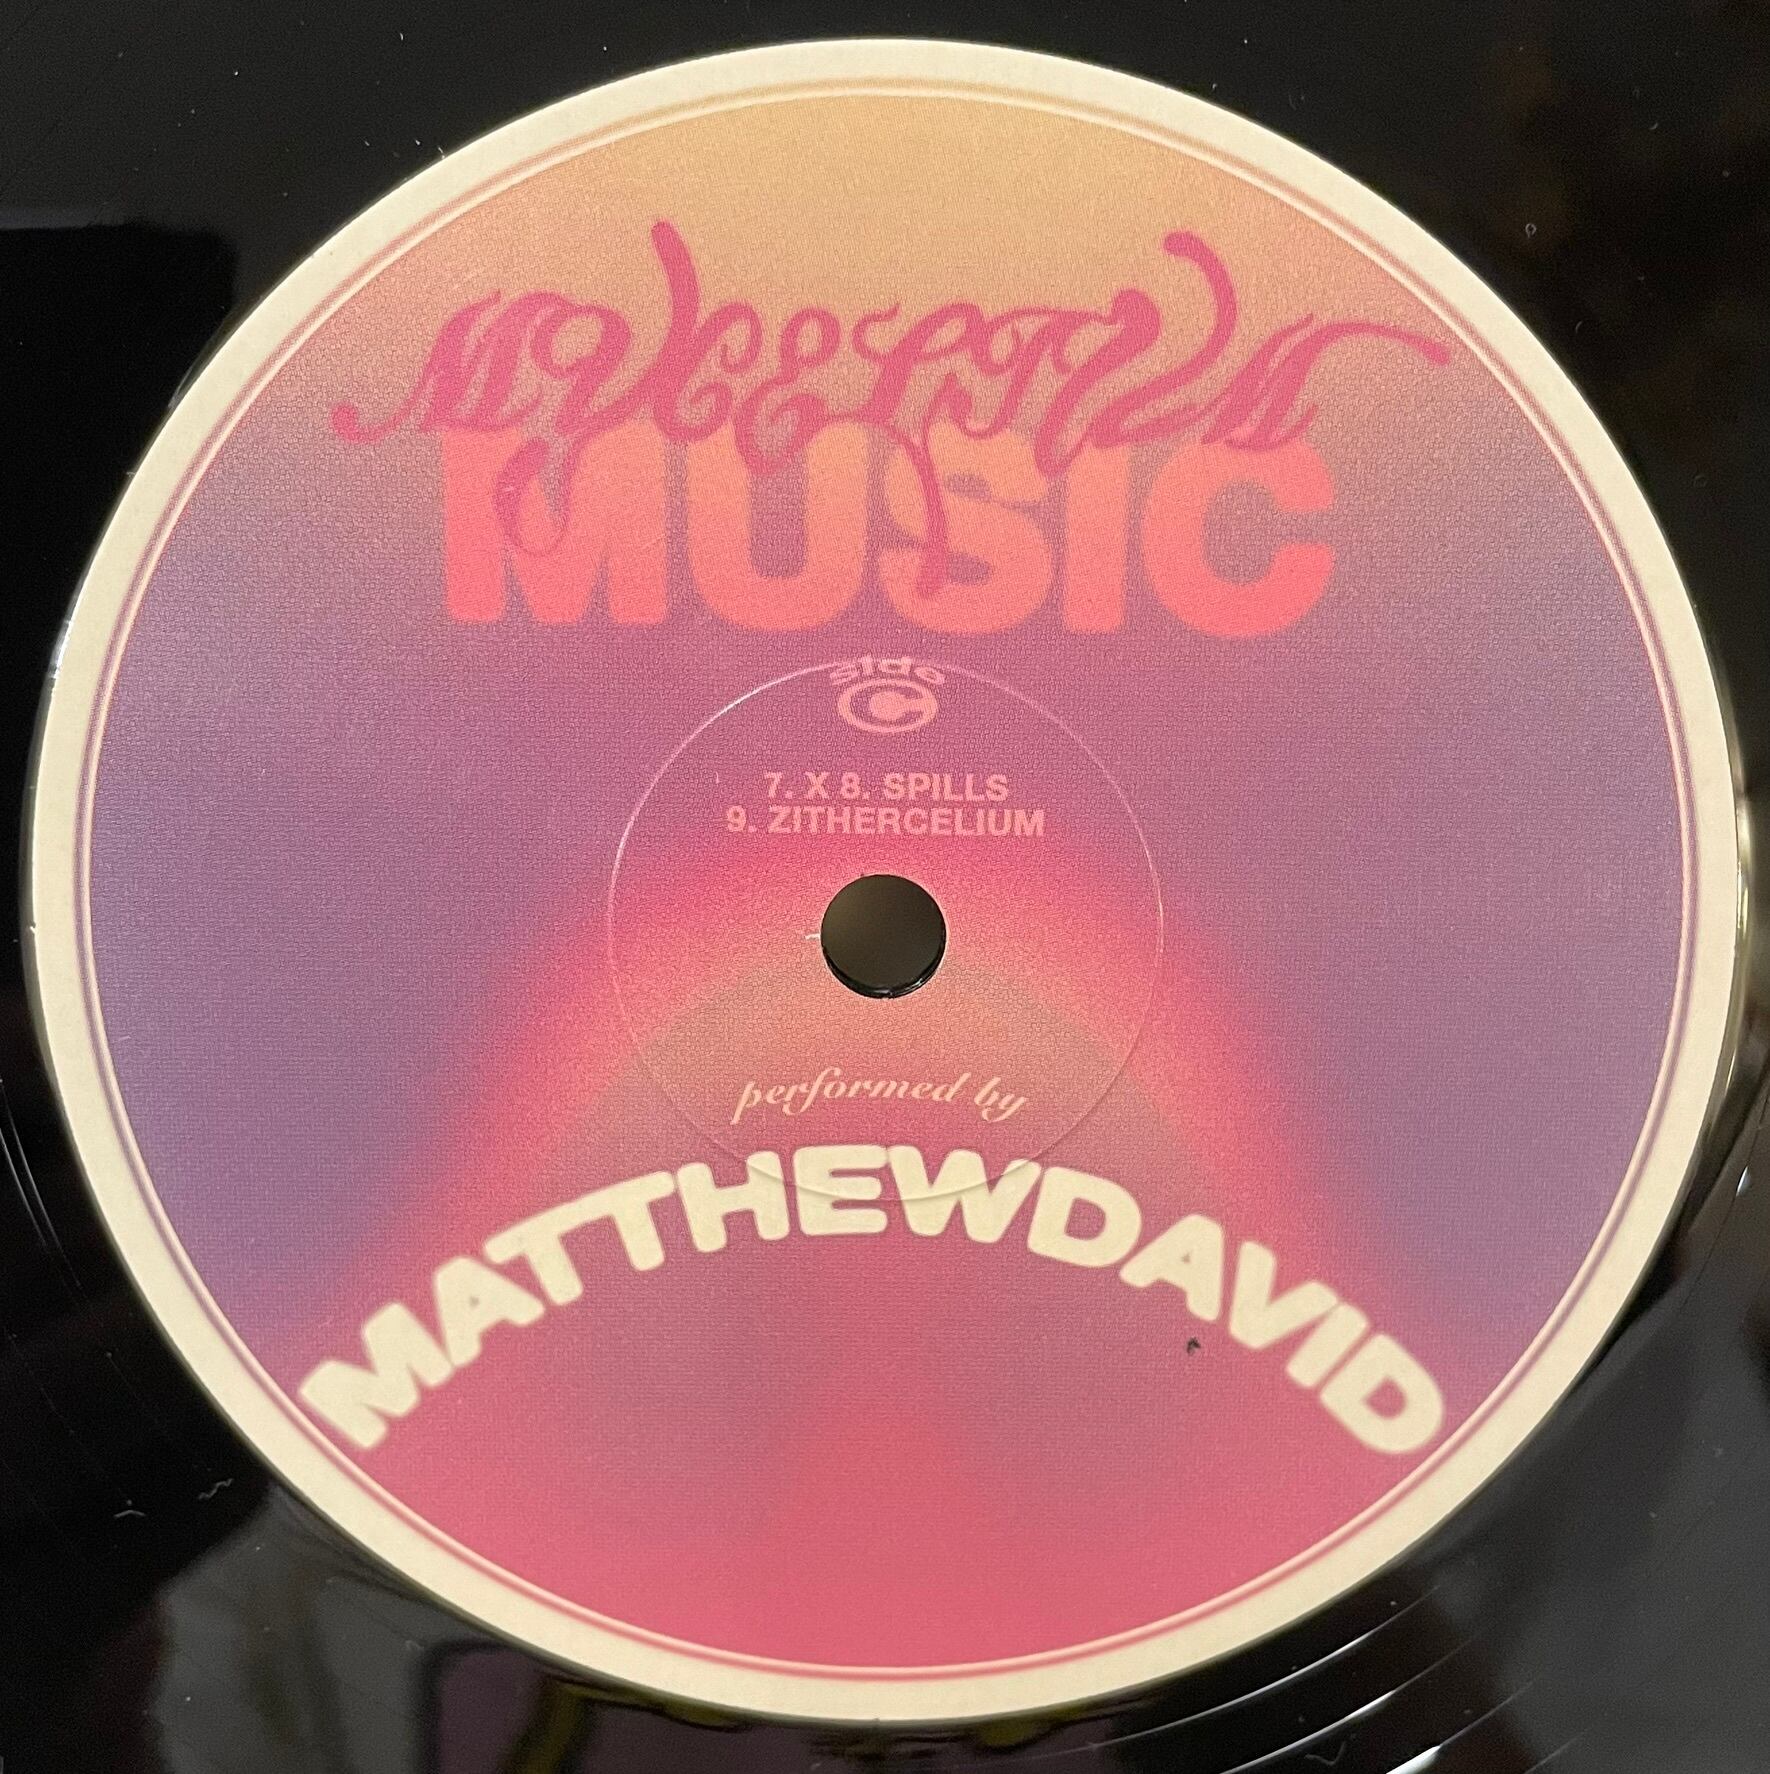 MYCELIUM
MUSIC
side
C
7. X 8. SPILLS
9. ZITHERCELIUM
performed by
MATTHEWDAVID